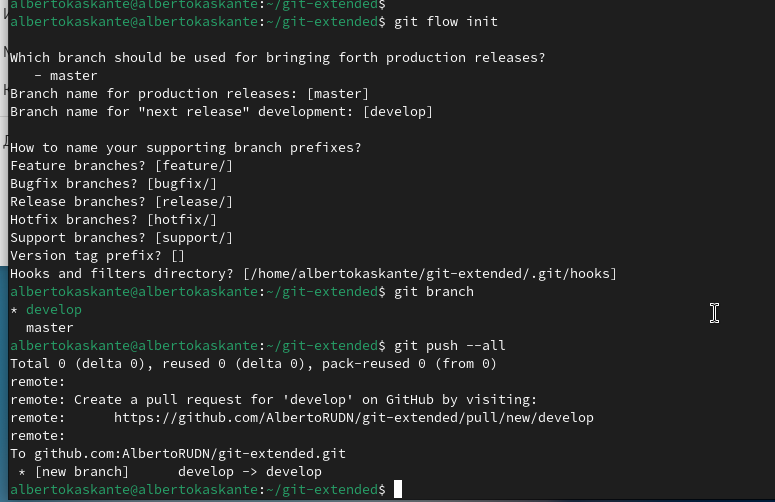 albertokaskante@albertokaskante:~/git-extended$
albertokaskante@albertokaskante:~/git-extended$ git flow init

Which branch should be used for bringing forth production releases?
   - master
Branch name for production releases: [master]
Branch name for "next release" development: [develop]

How to name your supporting branch prefixes?
Feature branches? [feature/]
Bugfix branches? [bugfix/]
Release branches? [release/]
Hotfix branches? [hotfix/]
Support branches? [support/]
Version tag prefix? []
Hooks and filters directory? [/home/albertokaskante/git-extended/.git/hooks]
albertokaskante@albertokaskante:~/git-extended$ git branch
* develop
  master
albertokaskante@albertokaskante:~/git-extended$ git push --all
Total 0 (delta 0), reused 0 (delta 0), pack-reused 0 (from 0)
remote:
remote: Create a pull request for 'develop' on GitHub by visiting:
remote:      https://github.com/AlbertoRUDN/git-extended/pull/new/develop
remote:
To github.com:AlbertoRUDN/git-extended.git
 * [new branch]      develop -> develop
albertokaskante@albertokaskante:~/git-extended$